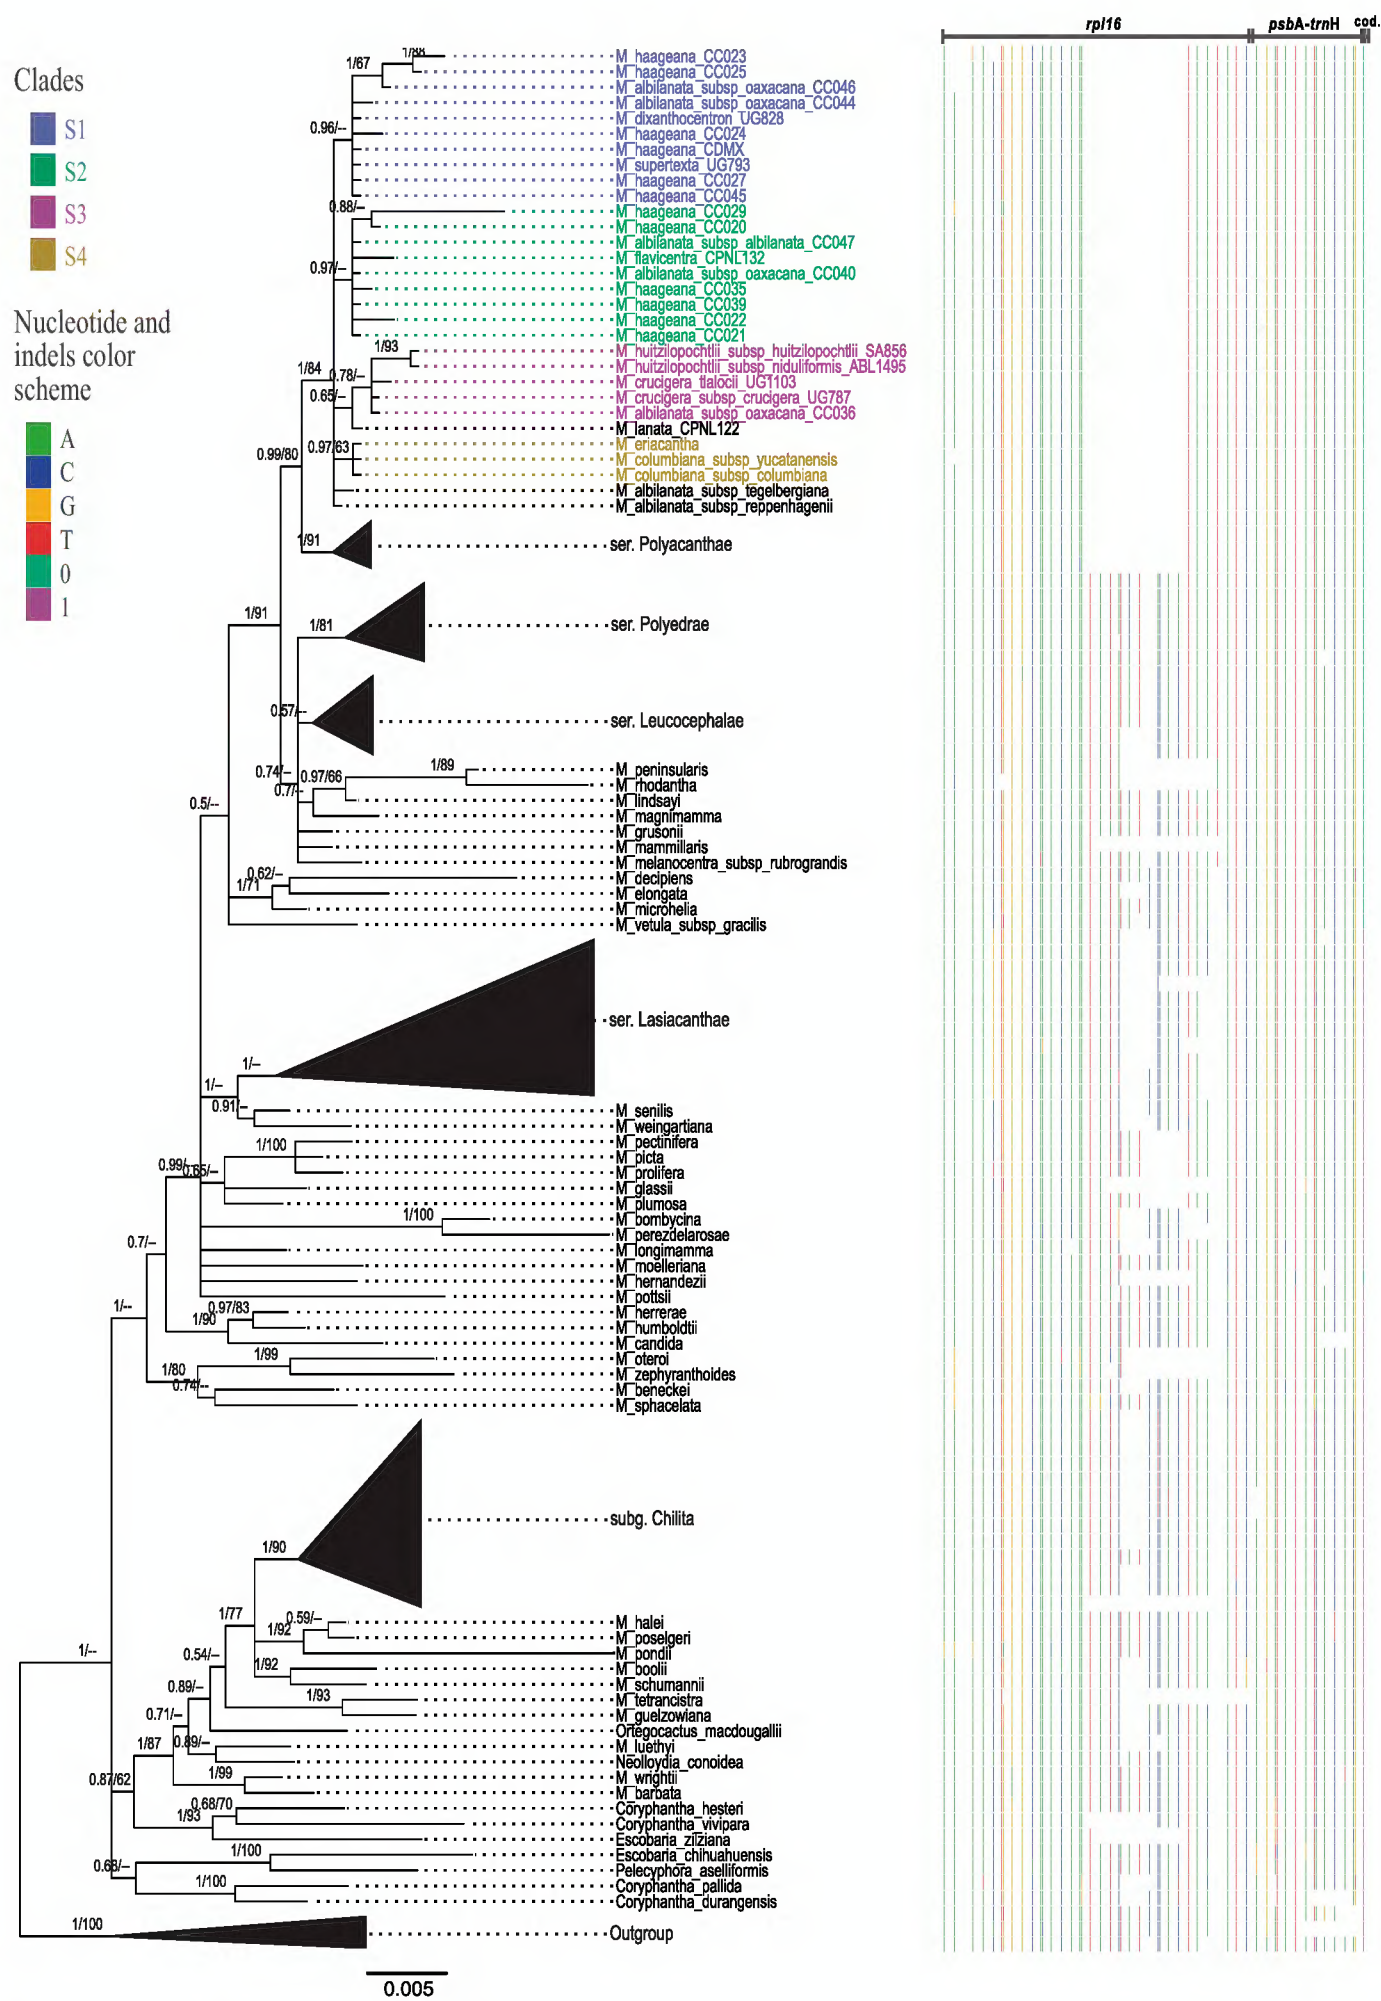 rpl16
psbA-trnH
cod.
Clades
S1
S2
S3
S4
Nucleotide and
indels color
scheme
A
C
G
T
0
1
1/88
1/67
0.96/--
0.88/--
0.97/--
1/93
1/84
0.78/--
0.65/--
0.97/63
0.99/80
1/91
1/91
1/81
0.57/--
0.74/--
0.7/--
0.97/66
1/89
0.5/--
0.62/--
1/71
1/--
1/--
0.91/--
1/100
0.99/--
0.65/--
1/100
0.7/--
1/--
0.97/83
1/90
1/99
1/80
0.74/--
1/90
1/77
0.59/--
1/92
1/--
0.54/--
1/92
0.89/--
1/93
0.71/--
1/87
0.89/--
0.87/62
1/99
0.68/70
1/93
1/100
0.68/--
1/100
1/100
M_haageana_CC023
M_haageana_CC025
M_albilanata_subsp_oaxacana_CC046
M_albilanata_subsp_oaxacana_CC044
M_dixanthocentron_UG828
M_haageana_CC024
M_haageana_CDMX
M_supertexta_UG793
M_haageana_CC027
M_haageana_CC045
M_haageana_CC029
M_haageana_CC020
M_albilanata_subsp_albilanata_CC047
M_flavicentra_CPNL132
M_albilanata_subsp_oaxacana_CC040
M_haageana_CC035
M_haageana_CC039
M_haageana_CC022
M_haageana_CC021
M_huitzilopochtlii_subsp_huitzilopochtlii_SA856
M_huitzilopochtlii_subsp_niduliformis_ABL1495
M_crucigera_tlalocii_UG1103
M_crucigera_subsp_crucigera_UG787
M_albilanata_subsp_oaxacana_CC036
M_lanata_CPNL122
M_eriacantha
M_columbiana_subsp_yucatanensis
M_columbiana_subsp_columbiana
M_albilanata_subsp_tegelbergiana
M_albilanata_subsp_reppenhagenii
ser. Polyacanthae
ser. Polyedrae
ser. Leucocephalae
M_peninsularis
M_rhodantha
M_lindsayi
M_magnimamma
M_grusonii
M_mammillaris
M_melanocentra_subsp_rubrograndis
M_decipiens
M_elongata
M_microhelia
M_vetula_subsp_gracilis
ser. Lasiacanthae
M_senilis
M_weingartiana
M_pectinifera
M_picta
M_prolifera
M_glassii
M_plumosa
M_bombycina
M_perezdelarosae
M_longimamma
M_moelleriana
M_hernandezii
M_pottsii
M_herrerae
M_humboldtii
M_candida
M_oteroi
M_zephyranthoides
M_beneckei
M_sphacelata
subg. Chilita
M_halei
M_poselgeri
M_pondii
M_boolii
M_schumannii
M_tetrancistra
M_guelzowiana
Ortegocactus_macdougallii
M_luethyi
Neolloydia_conoidea
M_wrightii
M_barbata
Coryphantha_hesteri
Coryphantha_vivipara
Escobaria_zilziana
Escobaria_chihuahuensis
Pelecyphora_aselliformis
Coryphantha_pallida
Coryphantha_durangensis
Outgroup
0.005